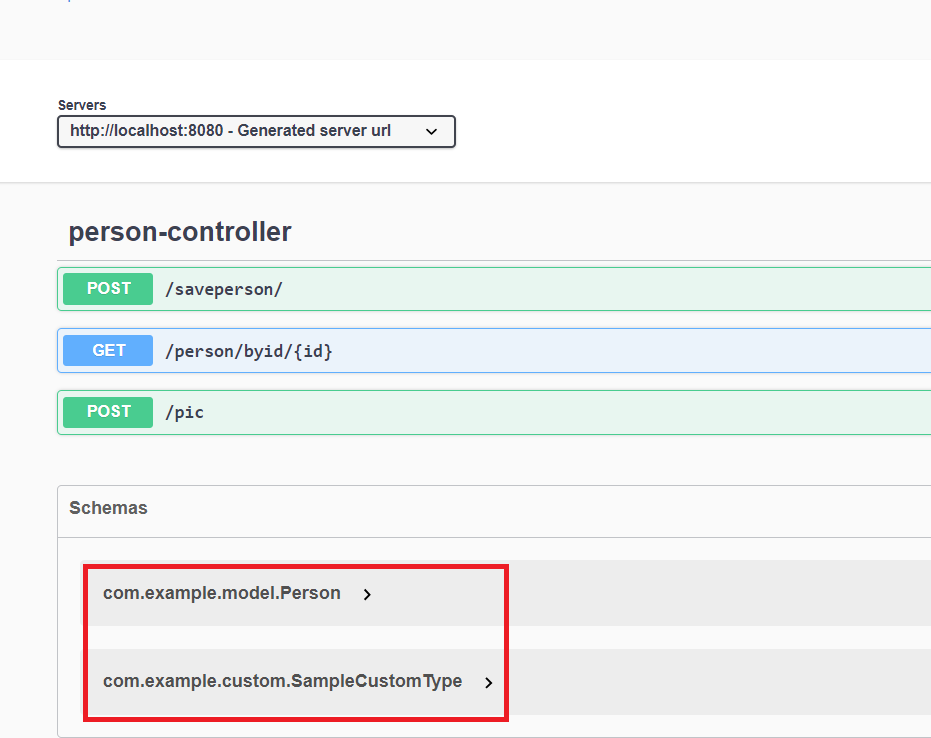 Servers
http://localhost:8080 - Generated server url
person-controller
POST /saveperson/
GET /person/byid/{id}
POST /pic
Schemas
com.example.model.Person
com.example.custom.SampleCustomType